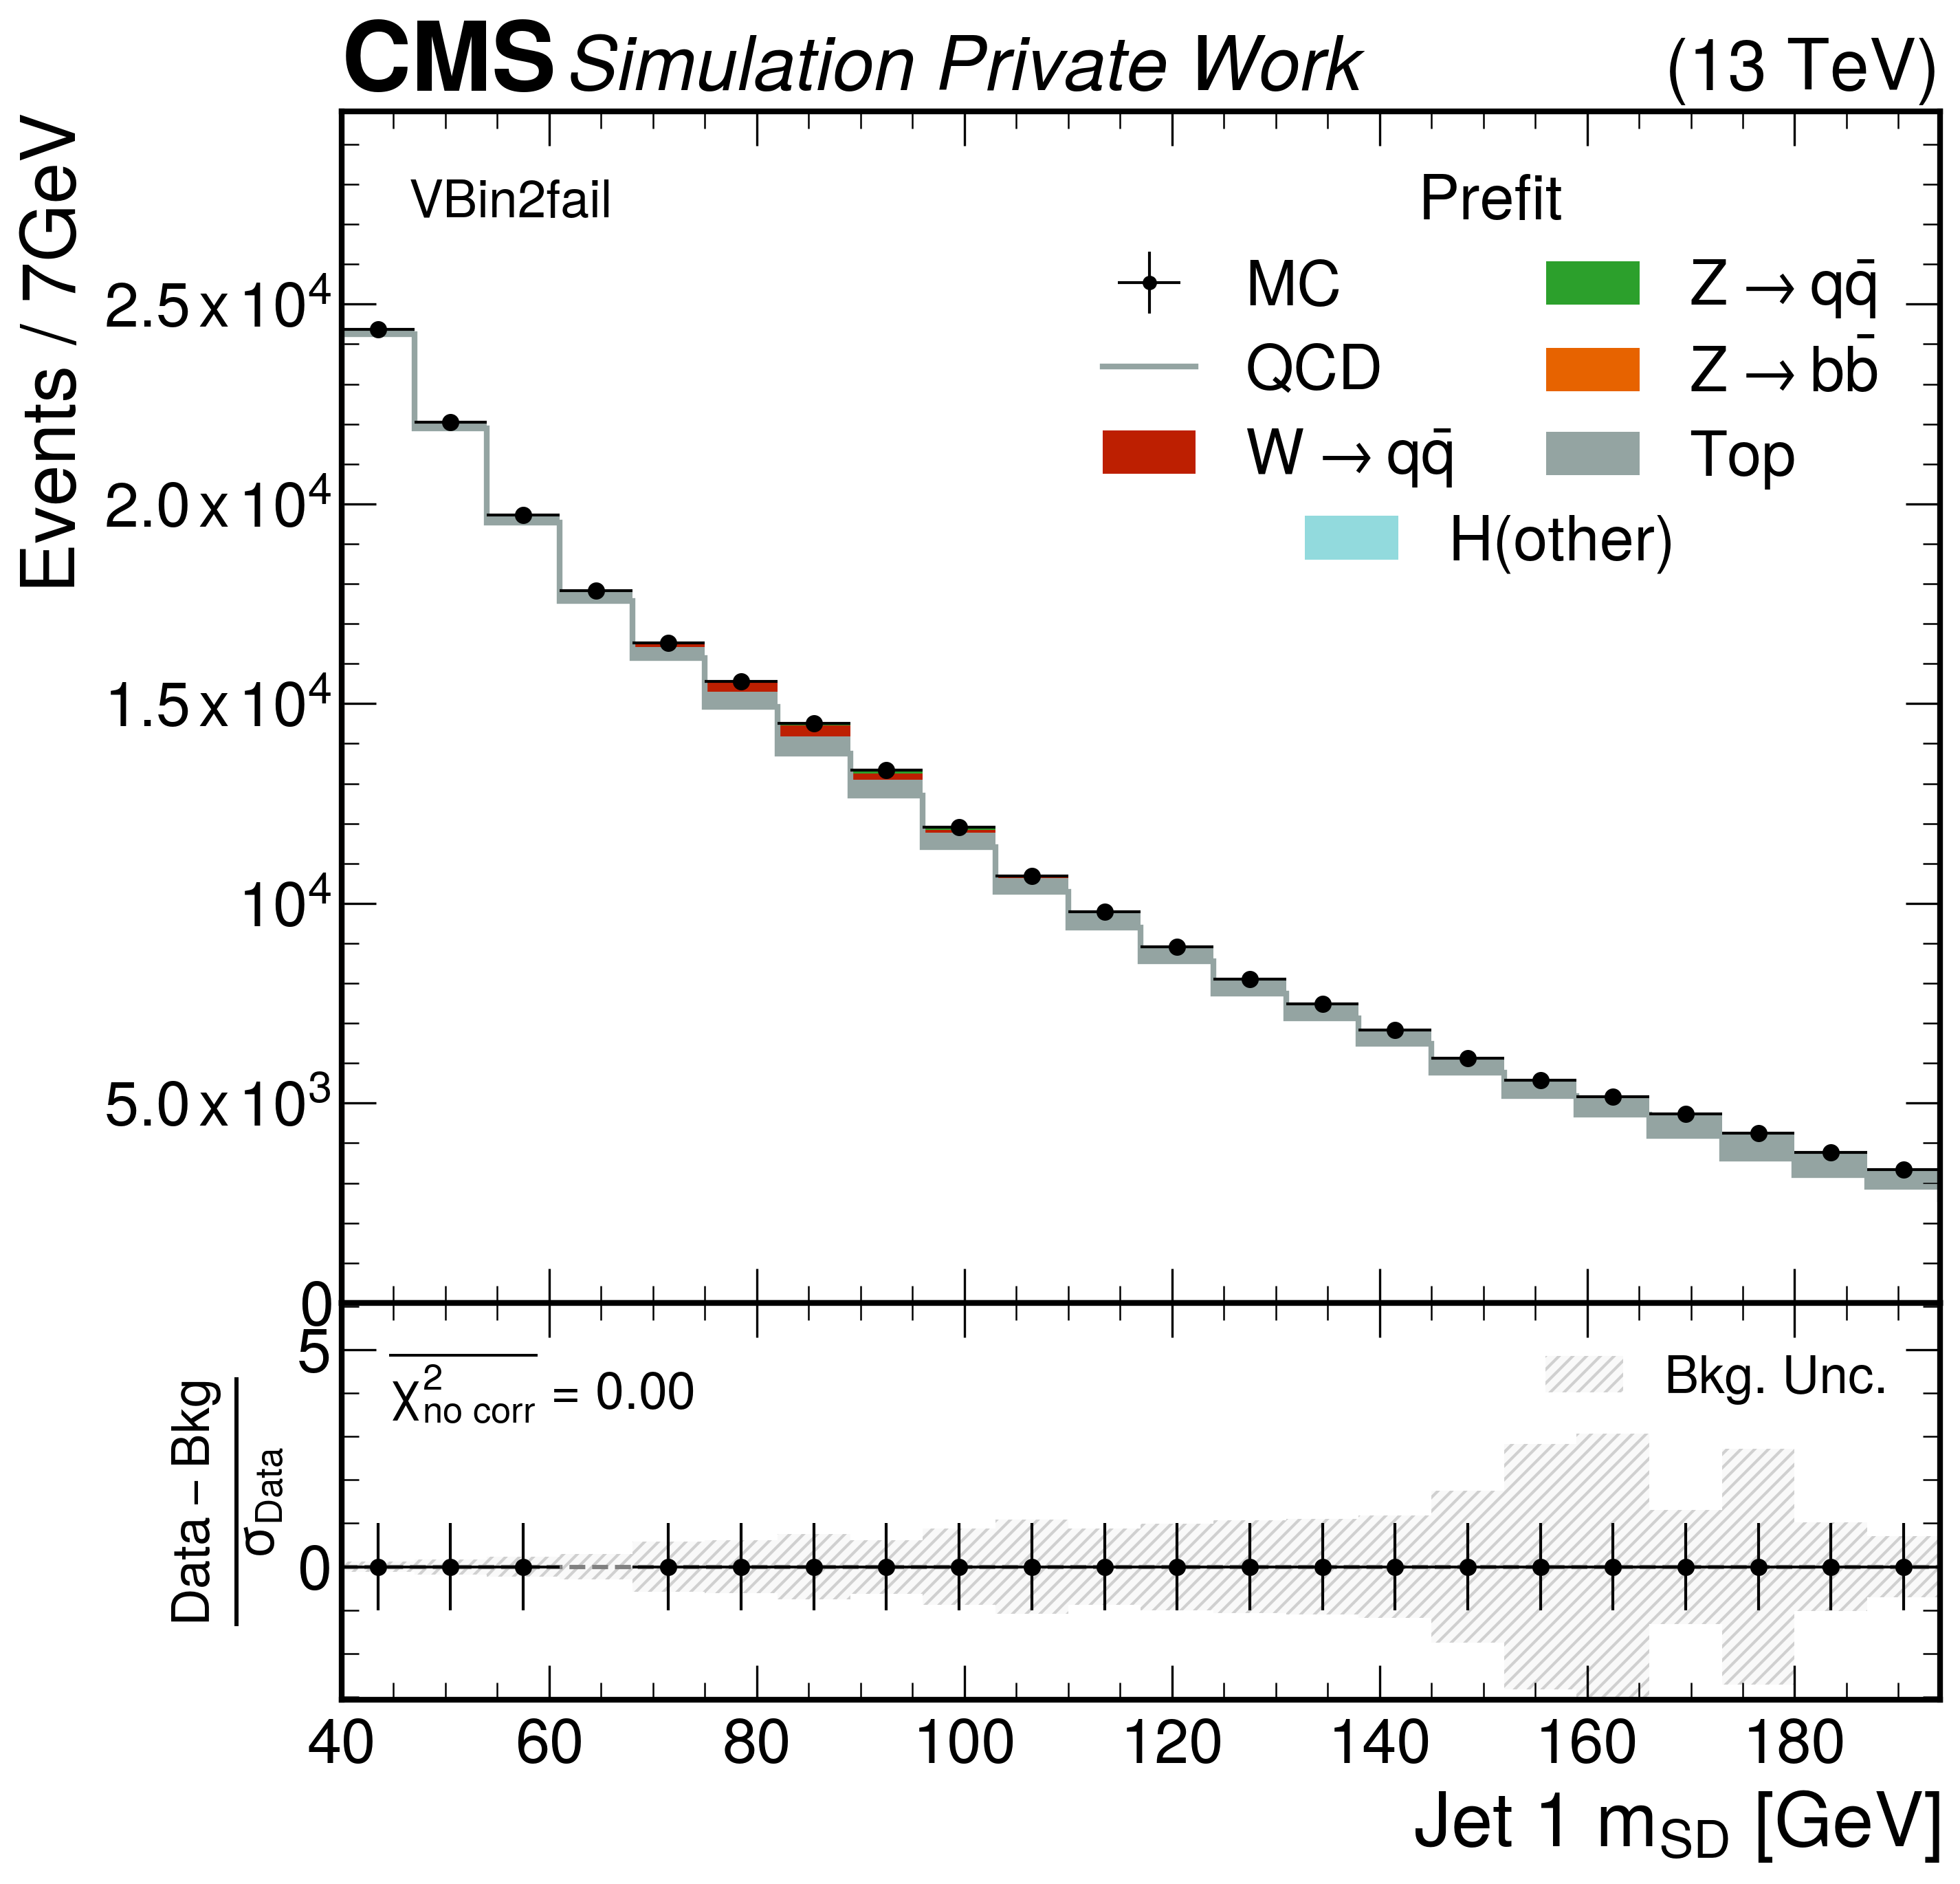 CMS Simulation Private Work (13 TeV)
Events / 7GeV
VBin2fail
Prefit
MC
QCD
W → qq̄
Z → qq̄
Z → bb̄
Top
H(other)
2.5 x 10⁴
2.0 x 10⁴
1.5 x 10⁴
10⁴
5.0 x 10³
0
Data – Bkg
σ_Data
5
0
χ²_no corr = 0.00
Bkg. Unc.
40 60 80 100 120 140 160 180
Jet 1 m_SD [GeV]